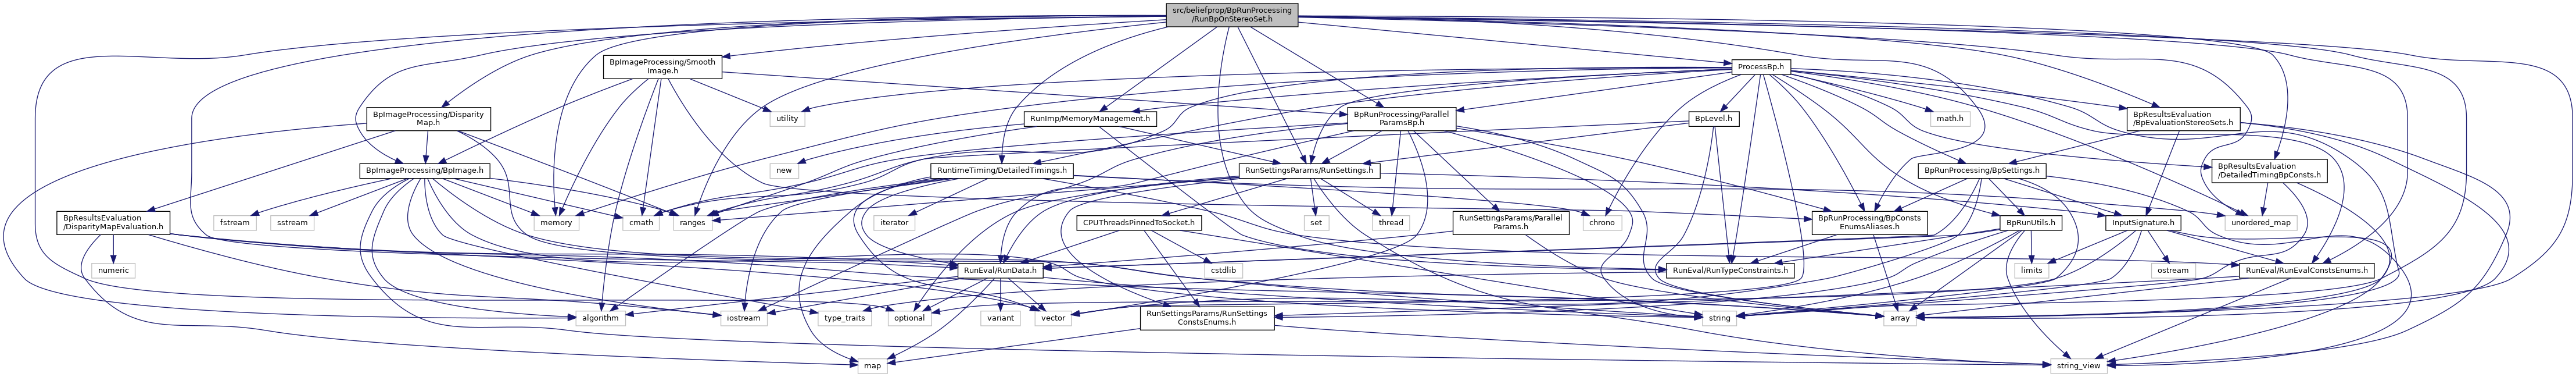 src/beliefprop/BpRunProcessing
/RunBpOnStereoSet.h
BpImageProcessing/Smooth
Image.h
ProcessBp.h
BpImageProcessing/Disparity
Map.h
utility
RunImp/MemoryManagement.h
BpRunProcessing/Parallel
ParamsBp.h
BpLevel.h
math.h
BpResultsEvaluation
/BpEvaluationStereoSets.h
BpImageProcessing/BpImage.h
new
RuntimeTiming/DetailedTimings.h
RunSettingsParams/RunSettings.h
BpRunProcessing/BpSettings.h
BpResultsEvaluation
/DetailedTimingBpConsts.h
BpResultsEvaluation
/DisparityMapEvaluation.h
fstream
sstream
memory
cmath
ranges
iterator
CPUThreadsPinnedToSocket.h
set
thread
RunSettingsParams/Parallel
Params.h
chrono
BpRunProcessing/BpConsts
EnumsAliases.h
BpRunUtils.h
InputSignature.h
unordered_map
numeric
RunEval/RunData.h
cstdlib
RunEval/RunTypeConstraints.h
limits
ostream
RunEval/RunEvalConstsEnums.h
algorithm
iostream
type_traits
optional
variant
vector
RunSettingsParams/RunSettings
ConstsEnums.h
string
array
map
string_view